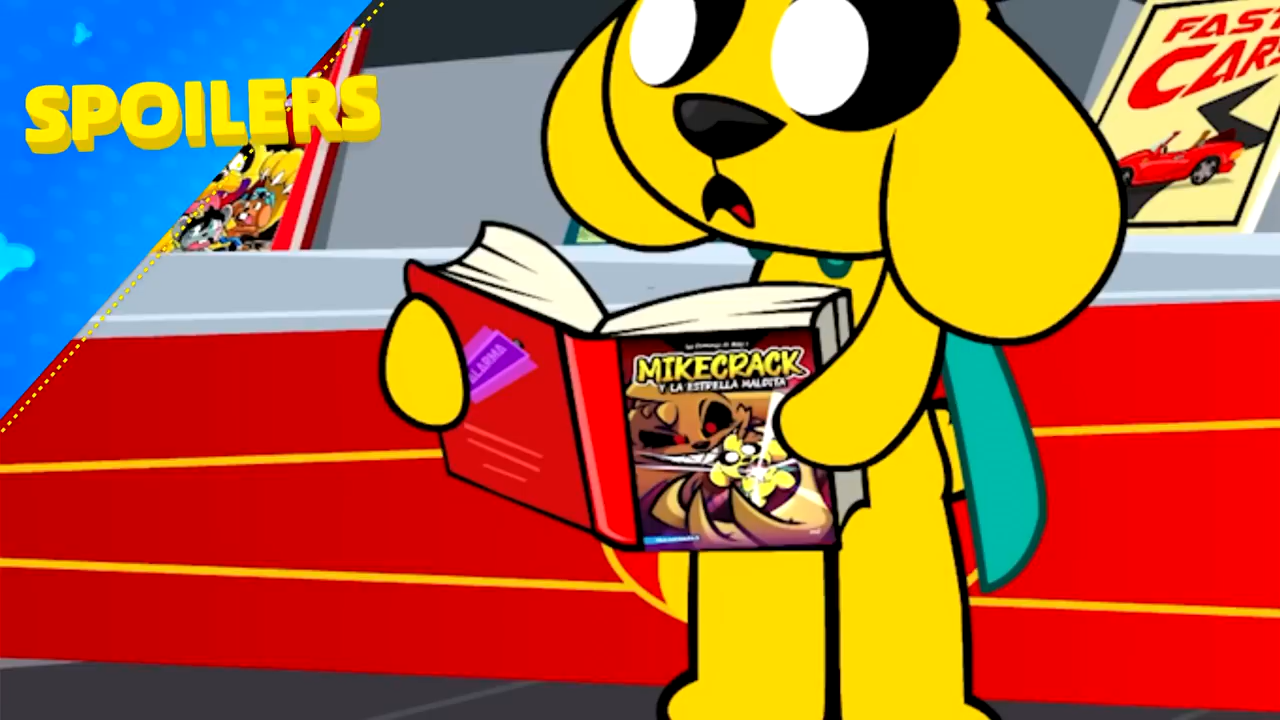 SPOILERS
FAST
CARS
MIKECRACK
Y LA ESTRELLA MALDITA